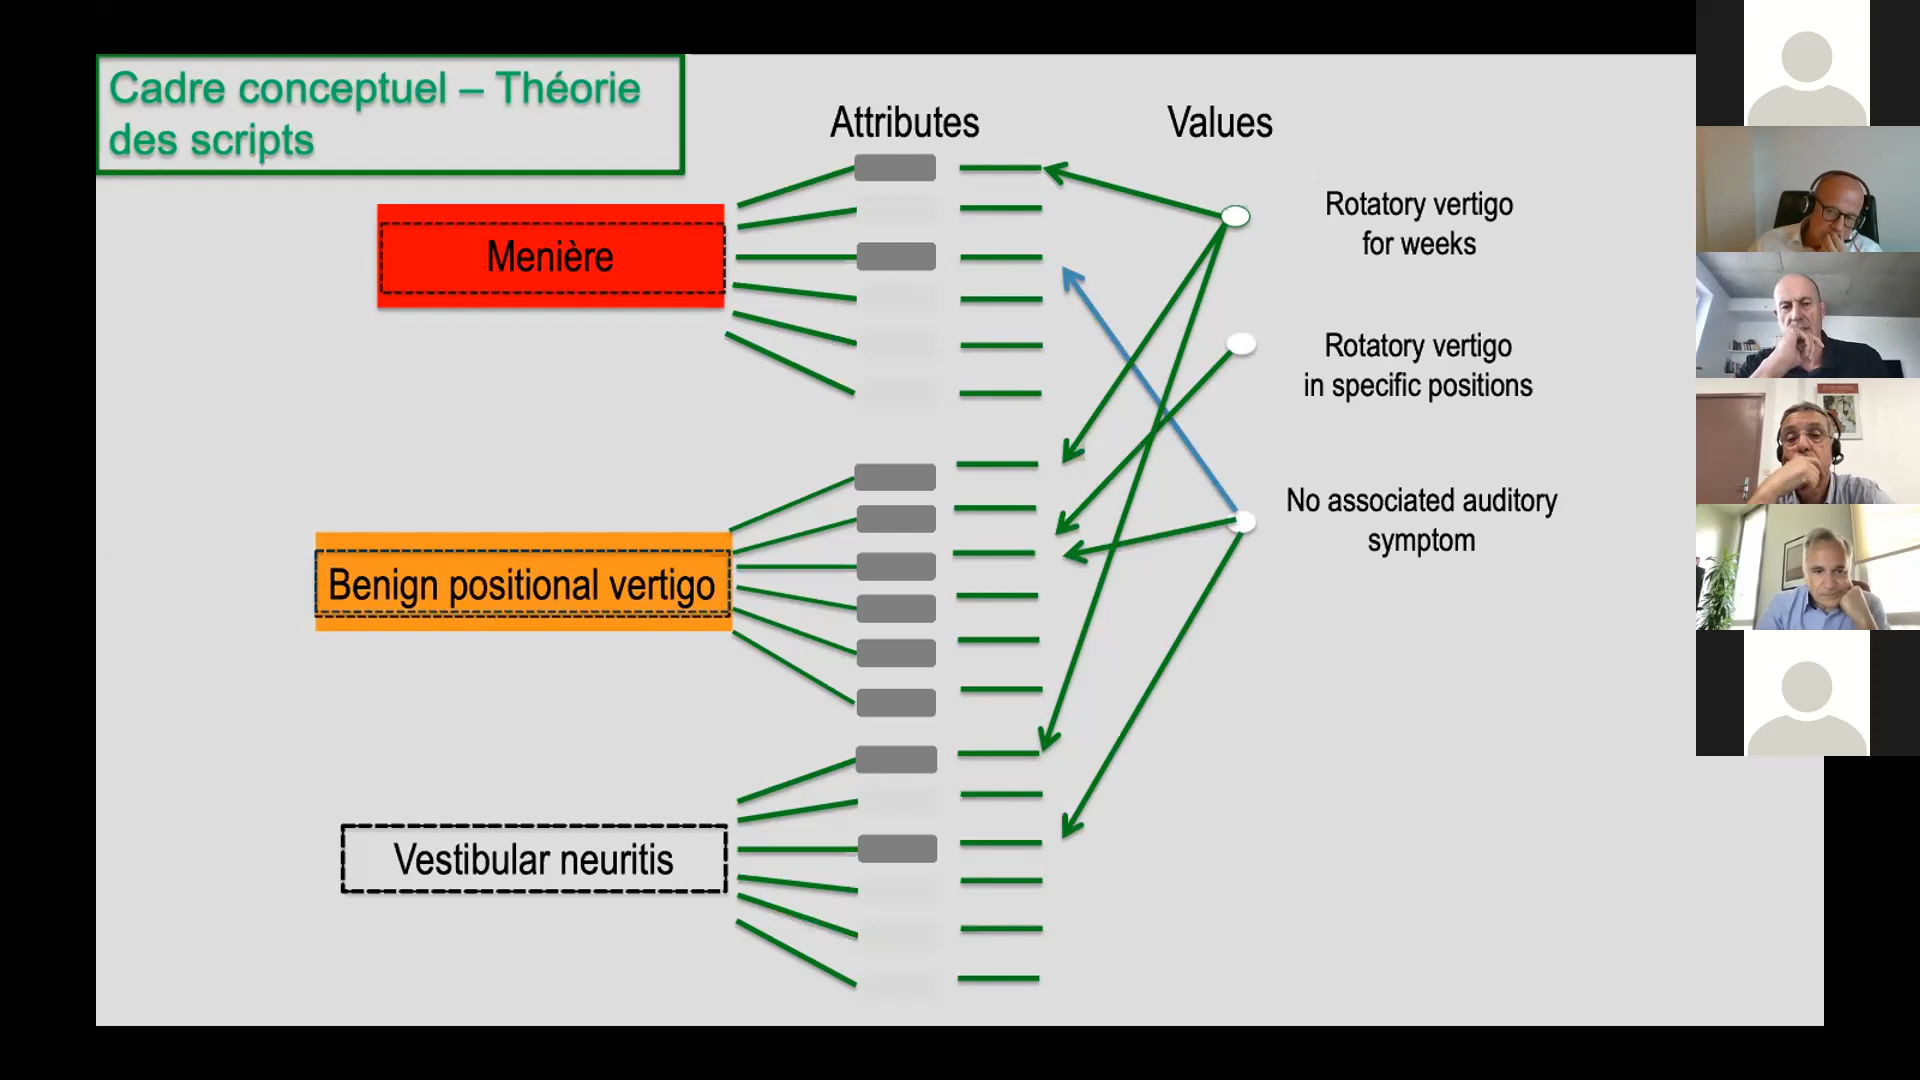 Cadre conceptuel – Théorie
des scripts
Attributes
Values
Menière
Benign positional vertigo
Vestibular neuritis
Rotatory vertigo
for weeks
Rotatory vertigo
in specific positions
No associated auditory
symptom